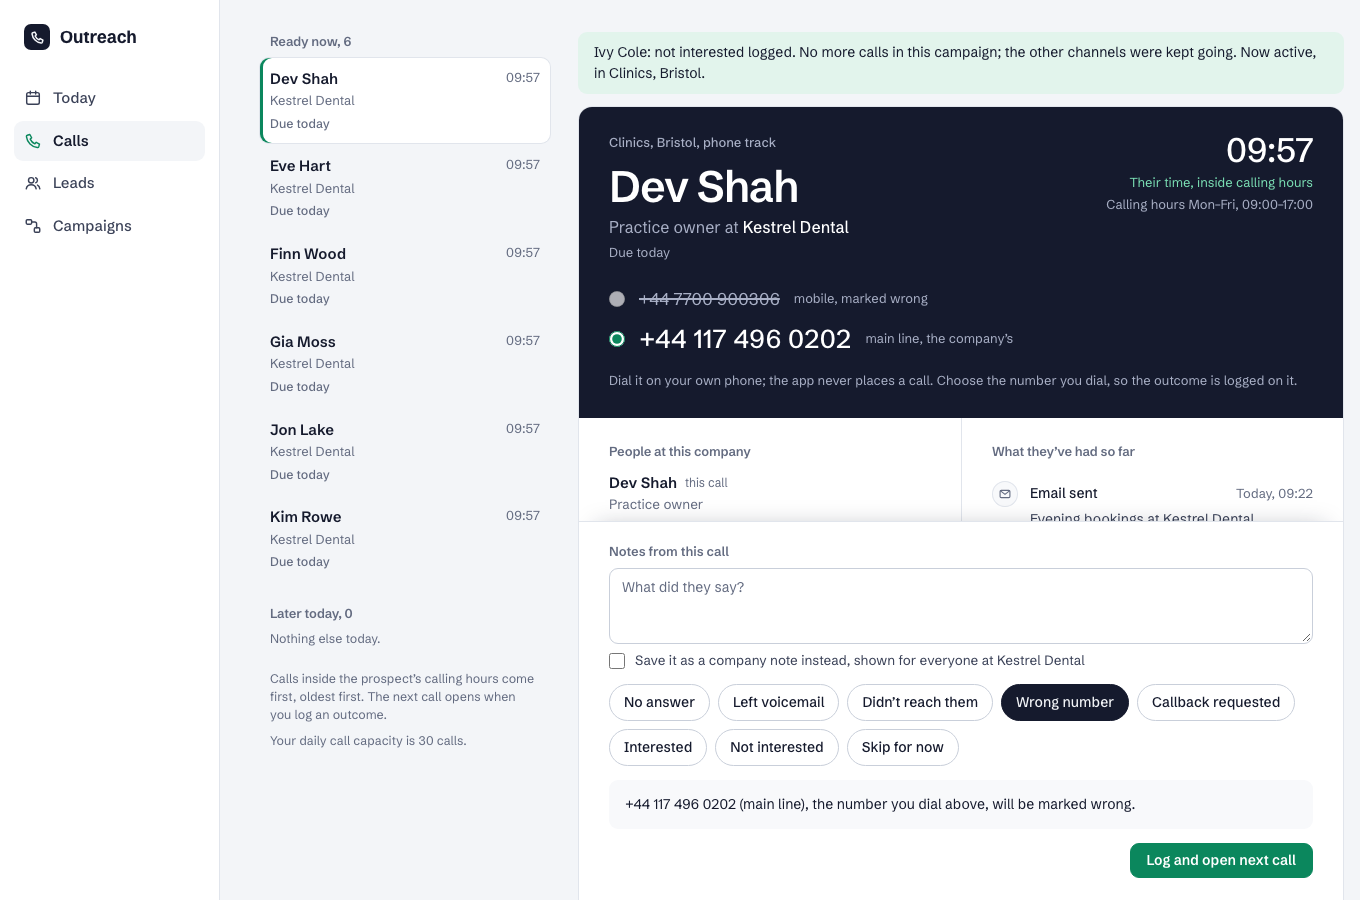 Outreach
Today
Calls
Leads
Campaigns
Ready now, 6
Dev Shah 09:57
Kestrel Dental
Due today
Eve Hart 09:57
Kestrel Dental
Due today
Finn Wood 09:57
Kestrel Dental
Due today
Gia Moss 09:57
Kestrel Dental
Due today
Jon Lake 09:57
Kestrel Dental
Due today
Kim Rowe 09:57
Kestrel Dental
Due today
Later today, 0
Nothing else today.
Calls inside the prospect’s calling hours come
first, oldest first. The next call opens when
you log an outcome.
Your daily call capacity is 30 calls.
Ivy Cole: not interested logged. No more calls in this campaign; the other channels were kept going. Now active,
in Clinics, Bristol.
Clinics, Bristol, phone track
Dev Shah
Practice owner at Kestrel Dental
Due today
09:57
Their time, inside calling hours
Calling hours Mon–Fri, 09:00–17:00
+44 7700 900306 mobile, marked wrong
+44 117 496 0202 main line, the company’s
Dial it on your own phone; the app never places a call. Choose the number you dial, so the outcome is logged on it.
People at this company
Dev Shah this call
Practice owner
What they’ve had so far
Email sent Today, 09:22
Evening bookings at Kestrel Dental
Notes from this call
What did they say?
Save it as a company note instead, shown for everyone at Kestrel Dental
No answer Left voicemail Didn’t reach them Wrong number Callback requested
Interested Not interested Skip for now
+44 117 496 0202 (main line), the number you dial above, will be marked wrong.
Log and open next call